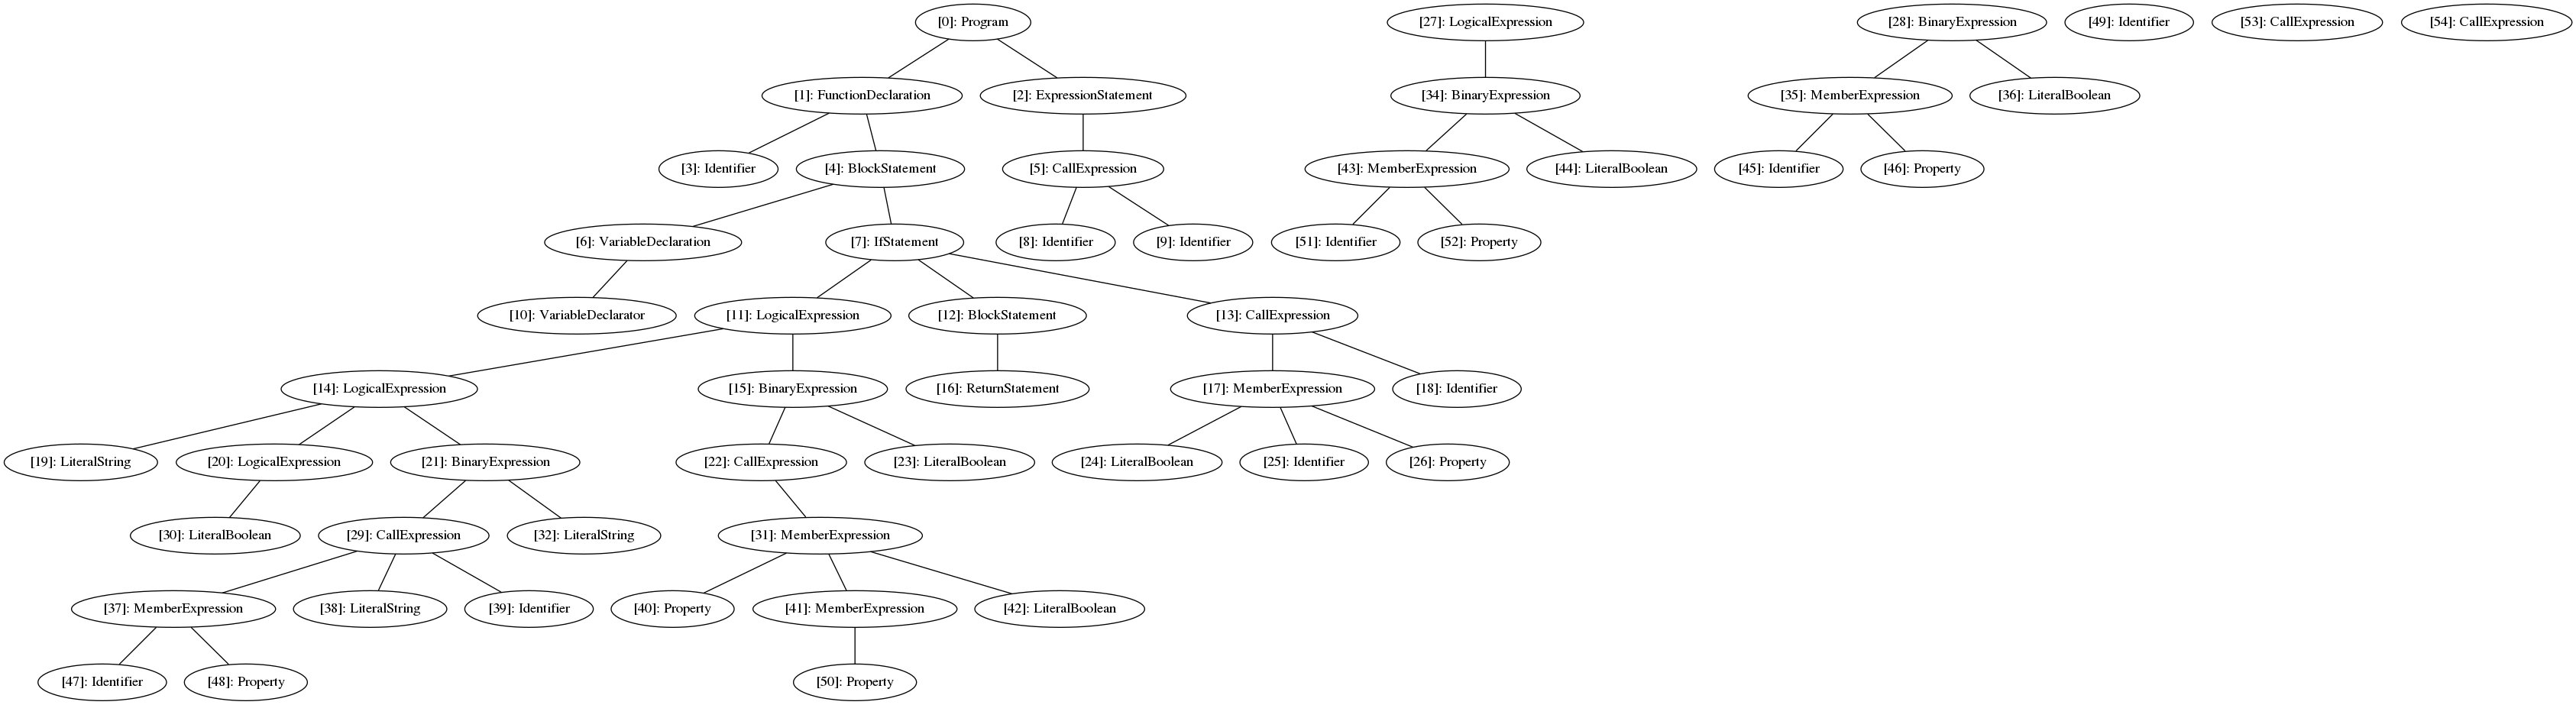 [0]: Program
[27]: LogicalExpression
[28]: BinaryExpression
[49]: Identifier
[53]: CallExpression
[54]: CallExpression
[1]: FunctionDeclaration
[2]: ExpressionStatement
[34]: BinaryExpression
[35]: MemberExpression
[36]: LiteralBoolean
[3]: Identifier
[4]: BlockStatement
[5]: CallExpression
[43]: MemberExpression
[44]: LiteralBoolean
[45]: Identifier
[46]: Property
[6]: VariableDeclaration
[7]: IfStatement
[8]: Identifier
[9]: Identifier
[51]: Identifier
[52]: Property
[10]: VariableDeclarator
[11]: LogicalExpression
[12]: BlockStatement
[13]: CallExpression
[14]: LogicalExpression
[15]: BinaryExpression
[16]: ReturnStatement
[17]: MemberExpression
[18]: Identifier
[19]: LiteralString
[20]: LogicalExpression
[21]: BinaryExpression
[22]: CallExpression
[23]: LiteralBoolean
[24]: LiteralBoolean
[25]: Identifier
[26]: Property
[30]: LiteralBoolean
[29]: CallExpression
[32]: LiteralString
[31]: MemberExpression
[37]: MemberExpression
[38]: LiteralString
[39]: Identifier
[40]: Property
[41]: MemberExpression
[42]: LiteralBoolean
[47]: Identifier
[48]: Property
[50]: Property